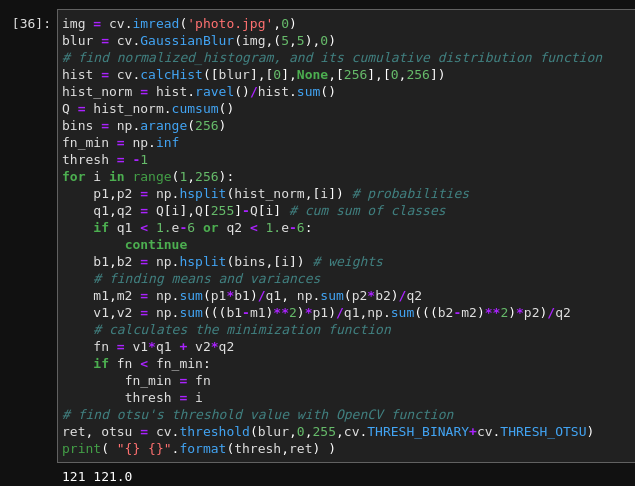 [36]: img = cv.imread('photo.jpg',0)
blur = cv.GaussianBlur(img,(5,5),0)
# find normalized_histogram, and its cumulative distribution function
hist = cv.calcHist([blur],[0],None,[256],[0,256])
hist_norm = hist.ravel()/hist.sum()
Q = hist_norm.cumsum()
bins = np.arange(256)
fn_min = np.inf
thresh = -1
for i in range(1,256):
    p1,p2 = np.hsplit(hist_norm,[i]) # probabilities
    q1,q2 = Q[i],Q[255]-Q[i] # cum sum of classes
    if q1 < 1.e-6 or q2 < 1.e-6:
        continue
    b1,b2 = np.hsplit(bins,[i]) # weights
    # finding means and variances
    m1,m2 = np.sum(p1*b1)/q1, np.sum(p2*b2)/q2
    v1,v2 = np.sum(((b1-m1)**2)*p1)/q1,np.sum(((b2-m2)**2)*p2)/q2
    # calculates the minimization function
    fn = v1*q1 + v2*q2
    if fn < fn_min:
        fn_min = fn
        thresh = i
# find otsu's threshold value with OpenCV function
ret, otsu = cv.threshold(blur,0,255,cv.THRESH_BINARY+cv.THRESH_OTSU)
print( "{} {}".format(thresh,ret) )
121 121.0